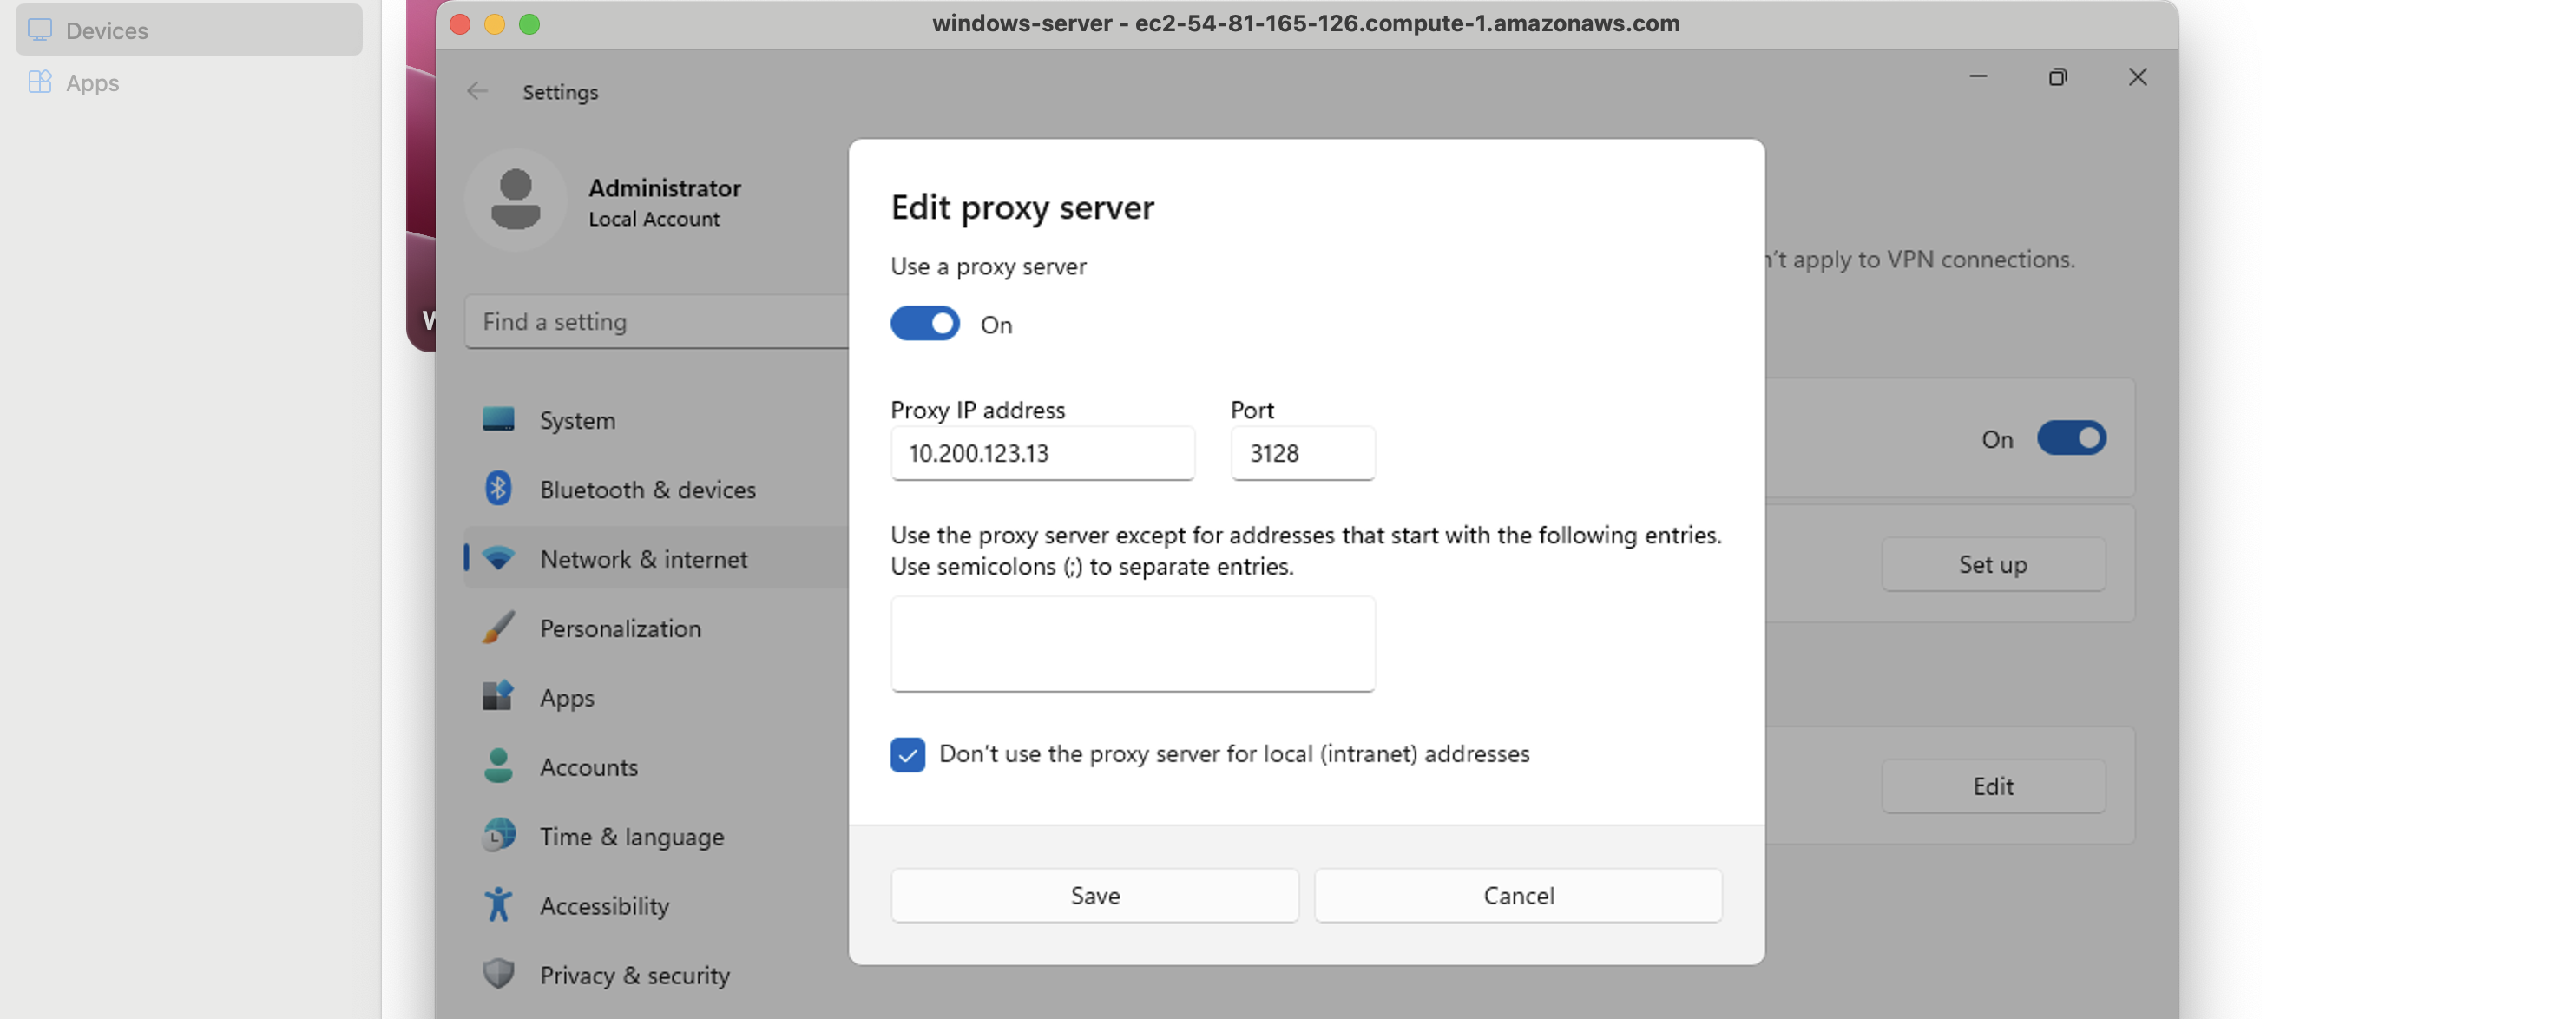 Devices
Apps
windows-server - ec2-54-81-165-126.compute-1.amazonaws.com
Settings
Administrator
Local Account
Find a setting
System
Bluetooth & devices
Network & internet
Personalization
Apps
Accounts
Time & language
Accessibility
Privacy & security
Edit proxy server
Use a proxy server
On
Proxy IP address
Port
10.200.123.13
3128
Use the proxy server except for addresses that start with the following entries.
Use semicolons (;) to separate entries.
Don't use the proxy server for local (intranet) addresses
Save
Cancel
n't apply to VPN connections.
On
Set up
Edit